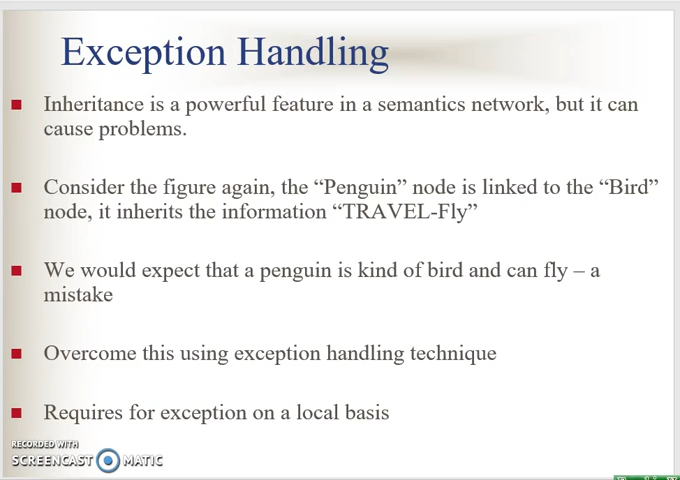 Exception Handling
Inheritance is a powerful feature in a semantics network, but it can
cause problems.
Consider the figure again, the “Penguin” node is linked to the “Bird”
node, it inherits the information “TRAVEL-Fly”
We would expect that a penguin is kind of bird and can fly – a
mistake
Overcome this using exception handling technique
Requires for exception on a local basis
RECORDED WITH
SCREENCAST MATIC